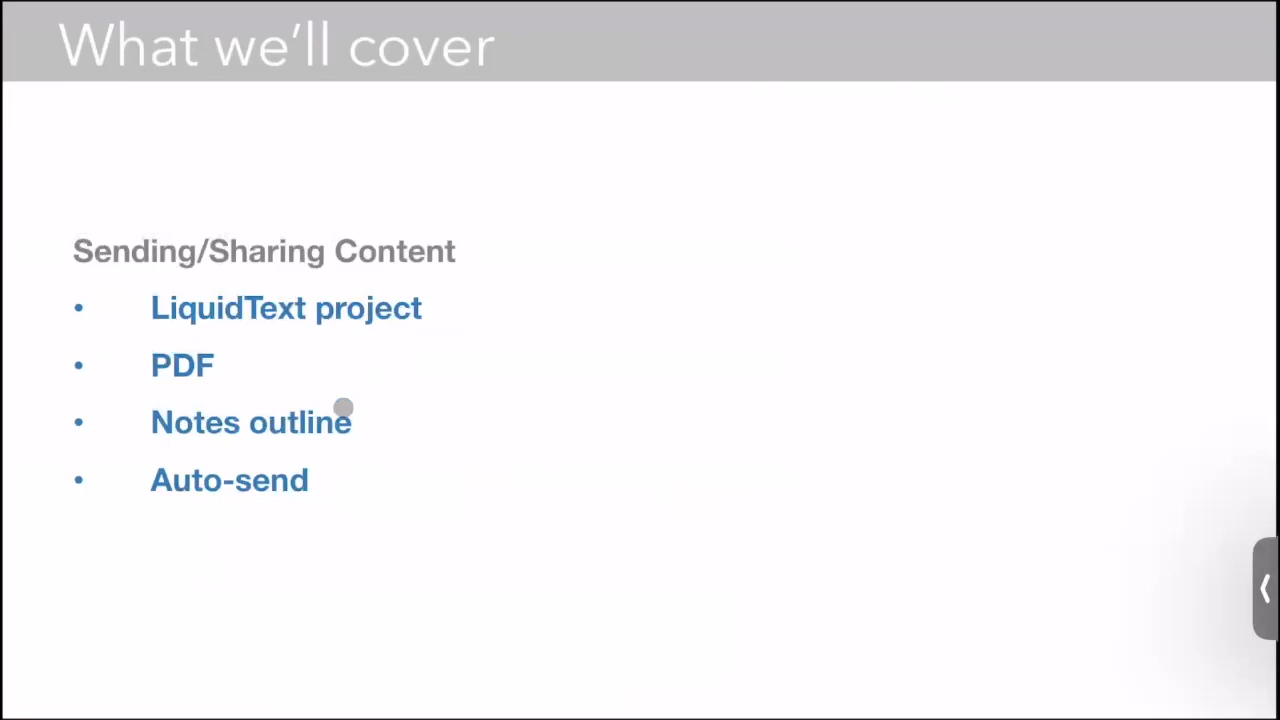 What we’ll cover
Sending/Sharing Content
• LiquidText project
• PDF
• Notes outline
• Auto-send